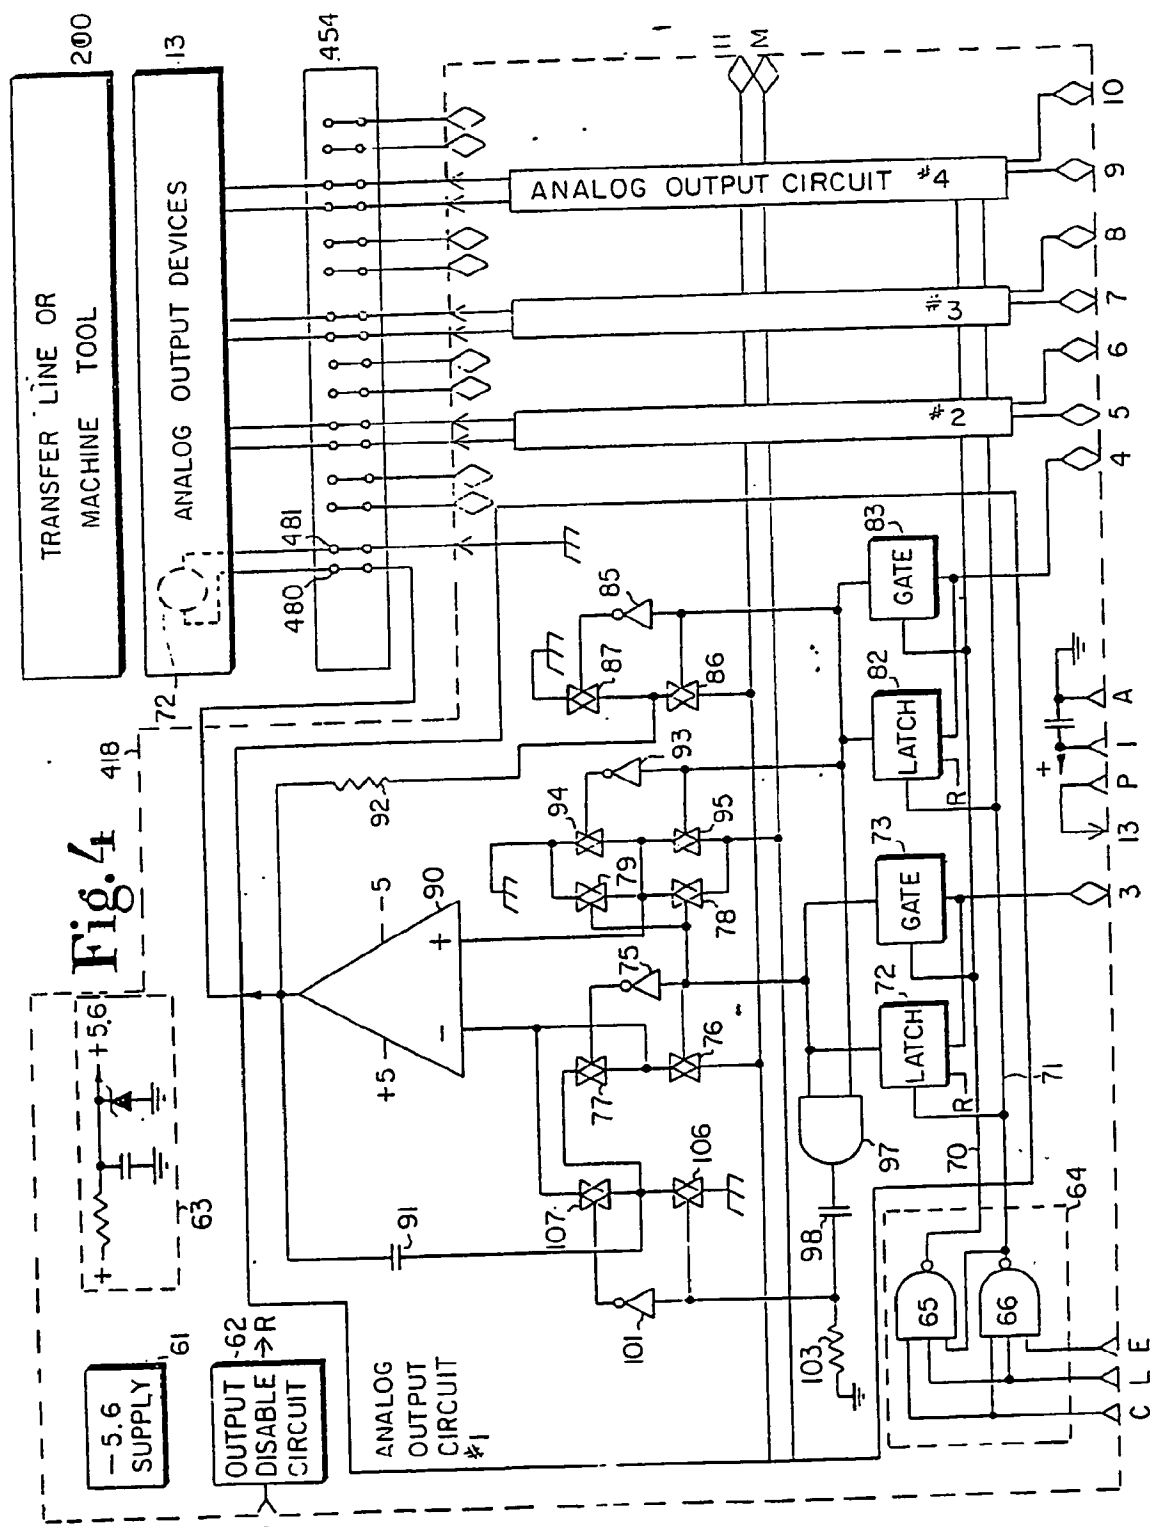 Fig. 4
TRANSFER LINE OR
MACHINE TOOL
200
ANALOG OUTPUT DEVICES
13
72
454
480
481
418
-5.6
SUPPLY
61
OUTPUT
DISABLE
CIRCUIT
62
R
+
+5.6
63
ANALOG
OUTPUT
CIRCUIT
#1
+5
-5
-
+
90
91
92
87
85
86
94
93
79
95
78
75
77
76
107
106
101
103
98
97
M
ANALOG OUTPUT CIRCUIT #4
#3
#2
LATCH
72
R
GATE
73
LATCH
82
R
GATE
83
70
71
64
65
66
C
L
E
3
13
P
+
1
A
4
5
6
7
8
9
10